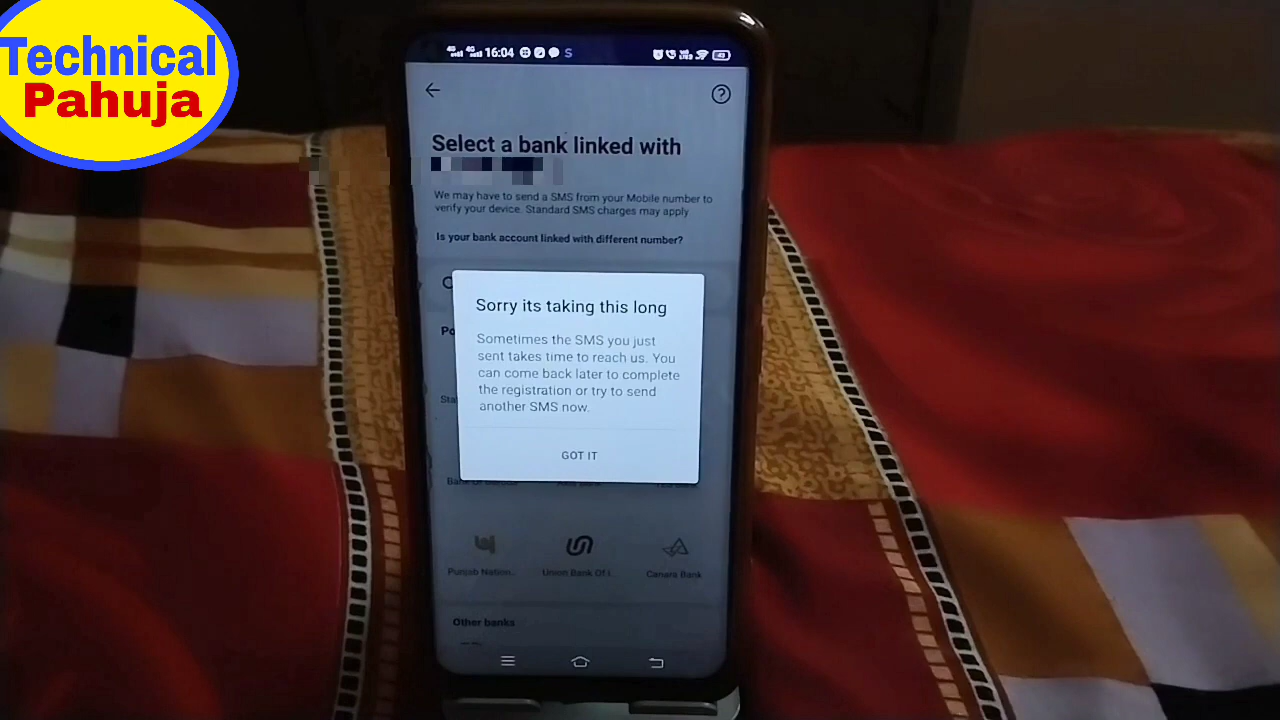 Technical
Pahuja
16:04
Select a bank linked with
We may have to send a SMS from your Mobile number to
verify your device. Standard SMS charges may apply
Is your bank account linked with different number?
Sorry its taking this long
Sometimes the SMS you just
sent takes time to reach us. You
can come back later to complete
the registration or try to send
another SMS now.
GOT IT
Punjab Nation..
Union Bank Of I..
Canara Bank
Other banks